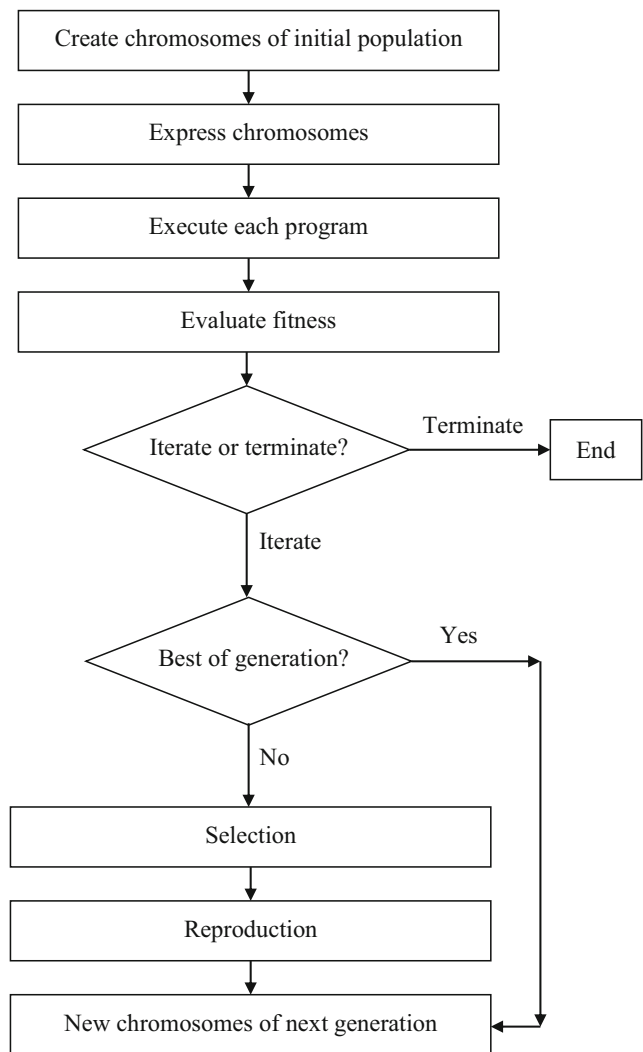 Create chromosomes of initial population
Express chromosomes
Execute each program
Evaluate fitness
Iterate or terminate?
Terminate
End
Iterate
Best of generation?
Yes
No
Selection
Reproduction
New chromosomes of next generation